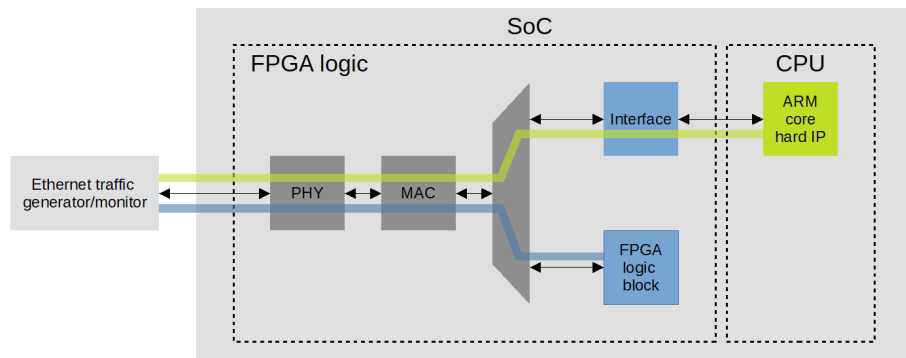 SoC
FPGA logic
CPU
Ethernet traffic
generator/monitor
PHY
MAC
Interface
ARM
core
hard IP
FPGA
logic
block